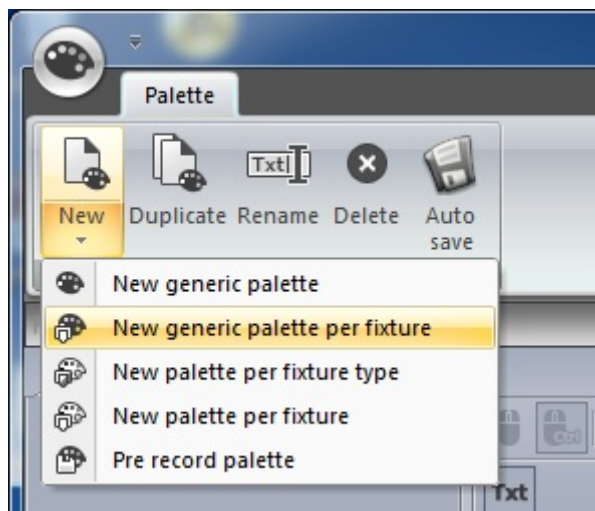 Palette
Txt
New Duplicate Rename Delete Auto save
New generic palette
New generic palette per fixture
New palette per fixture type
New palette per fixture
Pre record palette
Ctrl
Txt